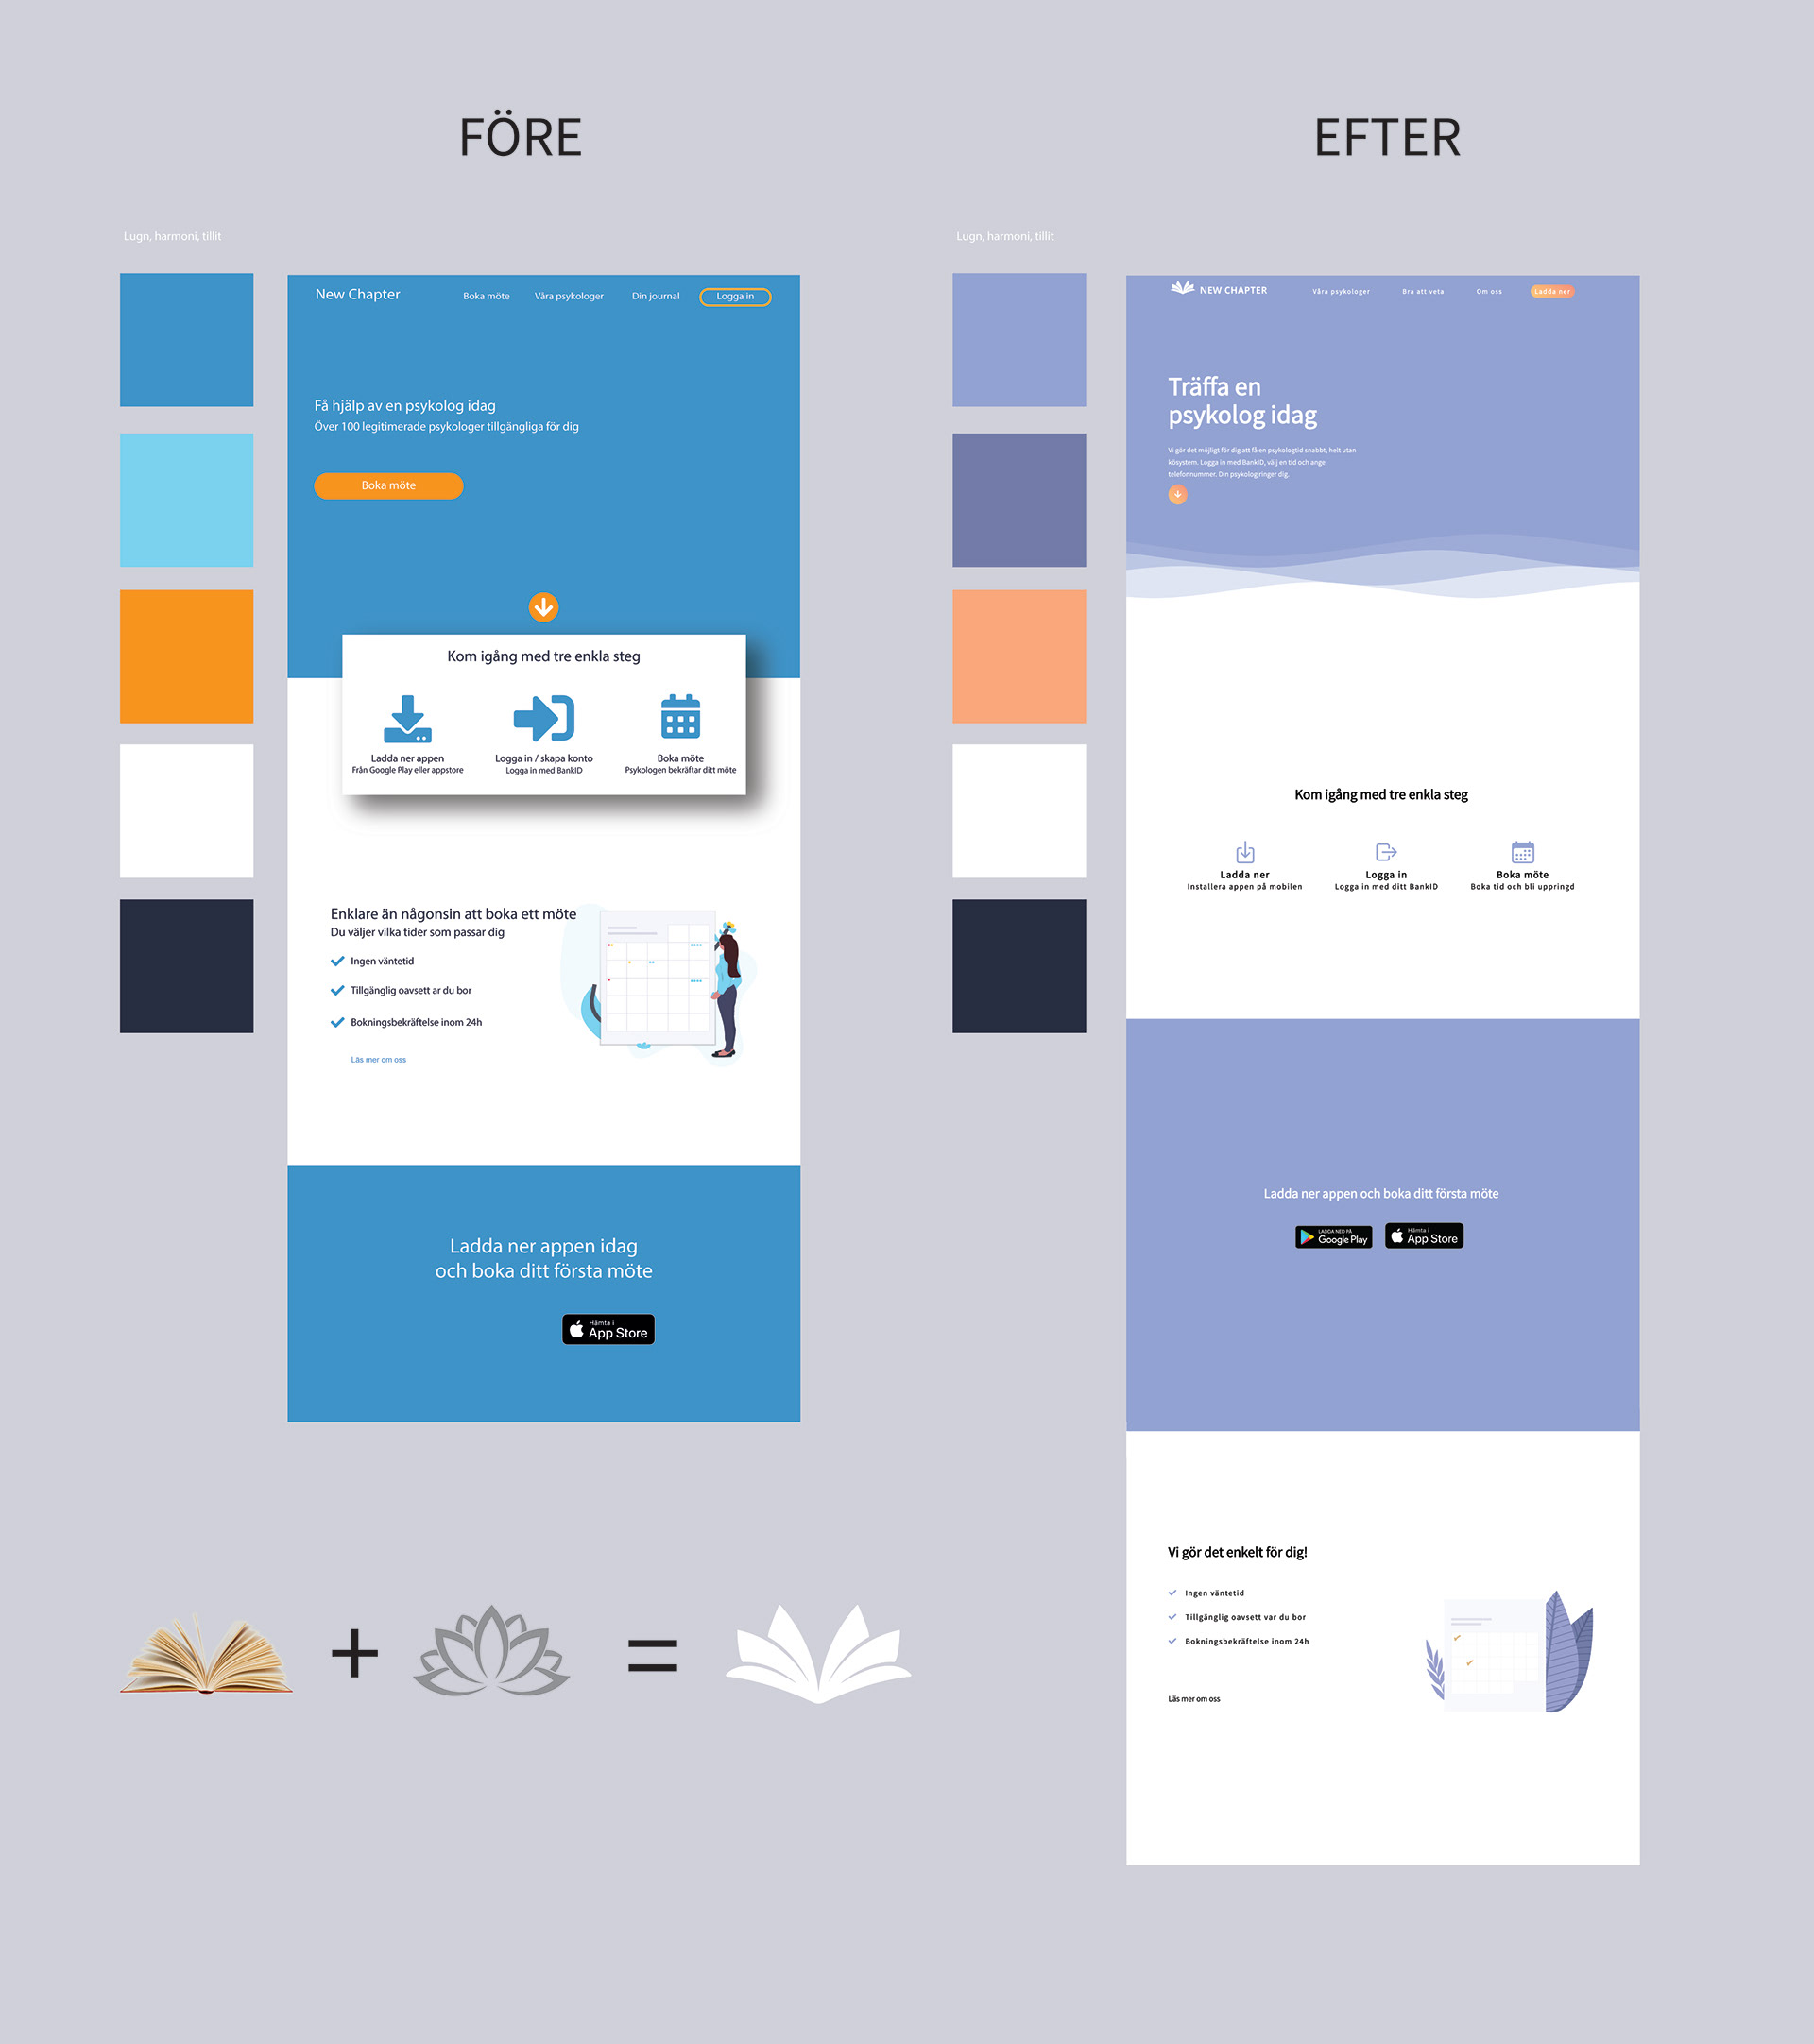 FÖRE
Lugn, harmoni, tillit
New Chapter
Boka möte
Våra psykologer
Din journal
Logga in
Få hjälp av en psykolog idag
Över 100 legitimerade psykologer tillgängliga för dig
Boka möte
Kom igång med tre enkla steg
Ladda ner appen
Från Google Play eller appstore
Logga in / skapa konto
Logga in med BankID
Boka möte
Psykologen bekräftar ditt möte
Enklare än någonsin att boka ett möte
Du väljer vilka tider som passar dig
Ingen väntetid
Tillgänglig oavsett ar du bor
Bokningsbekräftelse inom 24h
Läs mer om oss
Ladda ner appen idag
och boka ditt första möte
Hämta i
App Store
+
=
EFTER
Lugn, harmoni, tillit
NEW CHAPTER
Våra psykologer
Bra att veta
Om oss
Ladda ner
Träffa en
psykolog idag
Vi gör det möjligt för dig att få en psykologtid snabbt, helt utan
kösystem. Logga in med BankID, välj en tid och ange
telefonnummer. Din psykolog ringer dig.
Kom igång med tre enkla steg
Ladda ner
Installera appen på mobilen
Logga in
Logga in med ditt BankID
Boka möte
Boka tid och bli uppringd
Ladda ner appen och boka ditt första möte
LADDA NED PÅ
Google Play
Hämta i
App Store
Vi gör det enkelt för dig!
Ingen väntetid
Tillgänglig oavsett var du bor
Bokningsbekräftelse inom 24h
Läs mer om oss